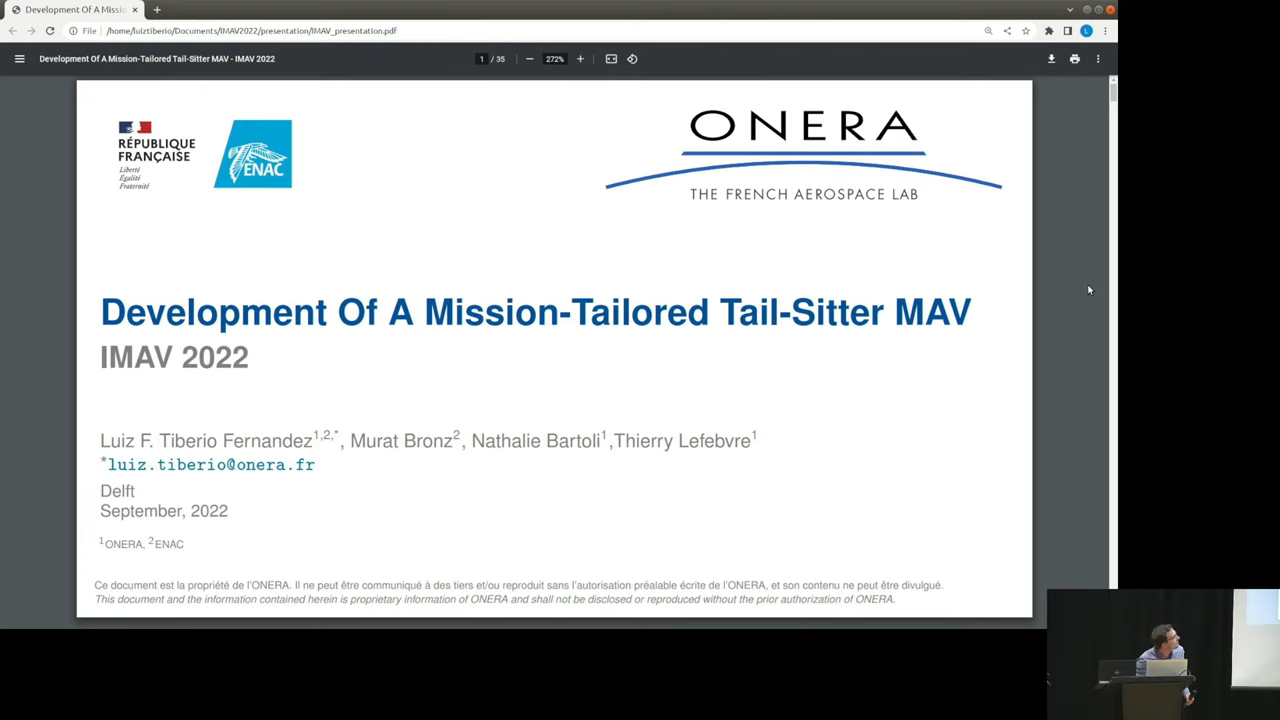 Development Of A Missio
File
/home/luiztiberio/Documents/IMAV2022/presentation/IMAV_presentation.pdf
L
Development Of A Mission-Tailored Tail-Sitter MAV - IMAV 2022
1 / 35
272%
RÉPUBLIQUE
FRANÇAISE
Liberté
Égalité
Fraternité
ENAC
ONERA
THE FRENCH AEROSPACE LAB
Development Of A Mission-Tailored Tail-Sitter MAV
IMAV 2022
Luiz F. Tiberio Fernandez1,2,*, Murat Bronz2, Nathalie Bartoli1,Thierry Lefebvre1
*luiz.tiberio@onera.fr
Delft
September, 2022
1ONERA, 2ENAC
Ce document est la propriété de l'ONERA. Il ne peut être communiqué à des tiers et/ou reproduit sans l'autorisation préalable écrite de l'ONERA, et son contenu ne peut être divulgué.
This document and the information contained herein is proprietary information of ONERA and shall not be disclosed or reproduced without the prior authorization of ONERA.